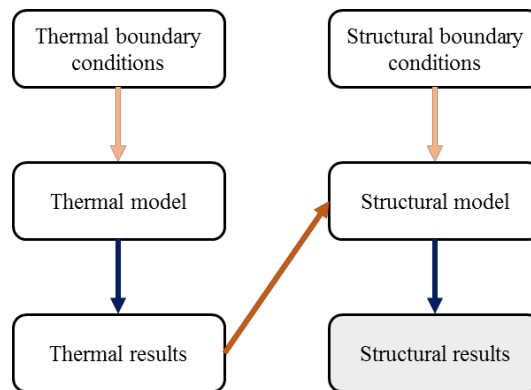 Thermal boundary
conditions
Structural boundary
conditions
Thermal model
Structural model
Thermal results
Structural results